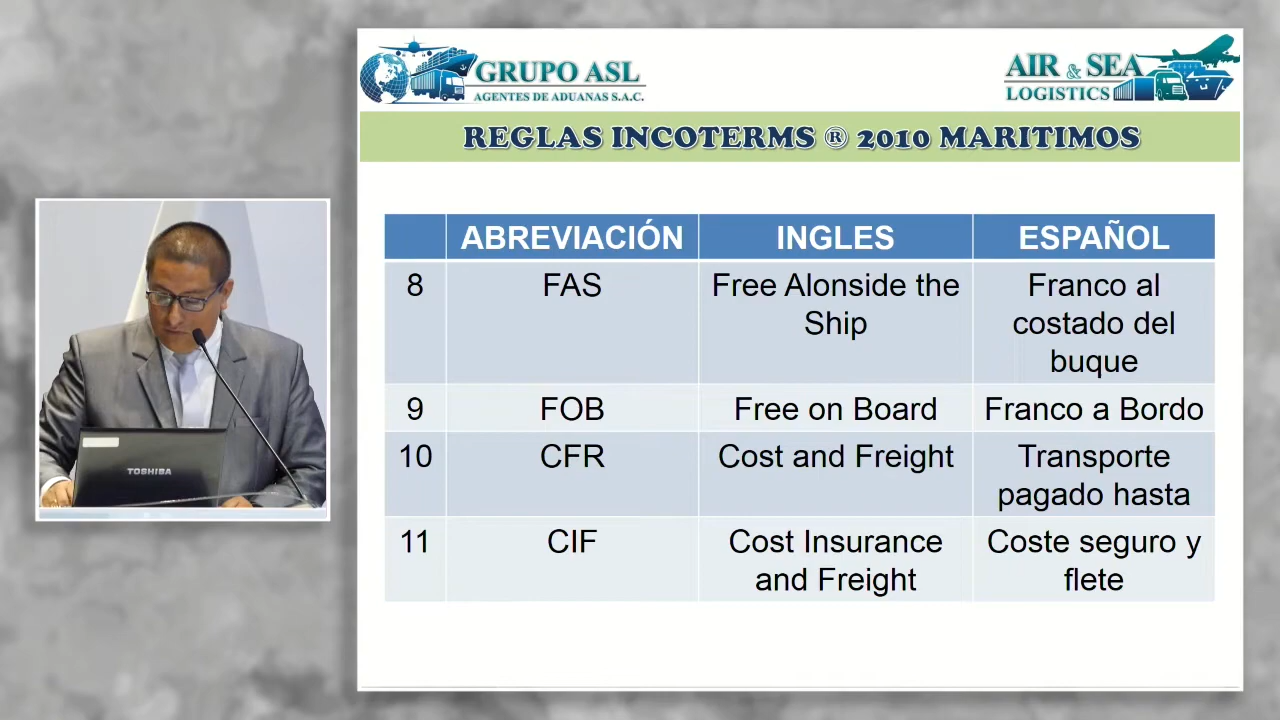 GRUPO ASL
AGENTES DE ADUANAS S.A.C.
AIR & SEA
LOGISTICS
REGLAS INCOTERMS ® 2010 MARITIMOS
ABREVIACIÓN INGLES ESPAÑOL
8 FAS Free Alonside the Ship Franco al costado del buque
9 FOB Free on Board Franco a Bordo
10 CFR Cost and Freight Transporte pagado hasta
11 CIF Cost Insurance and Freight Coste seguro y flete
TOSHIBA